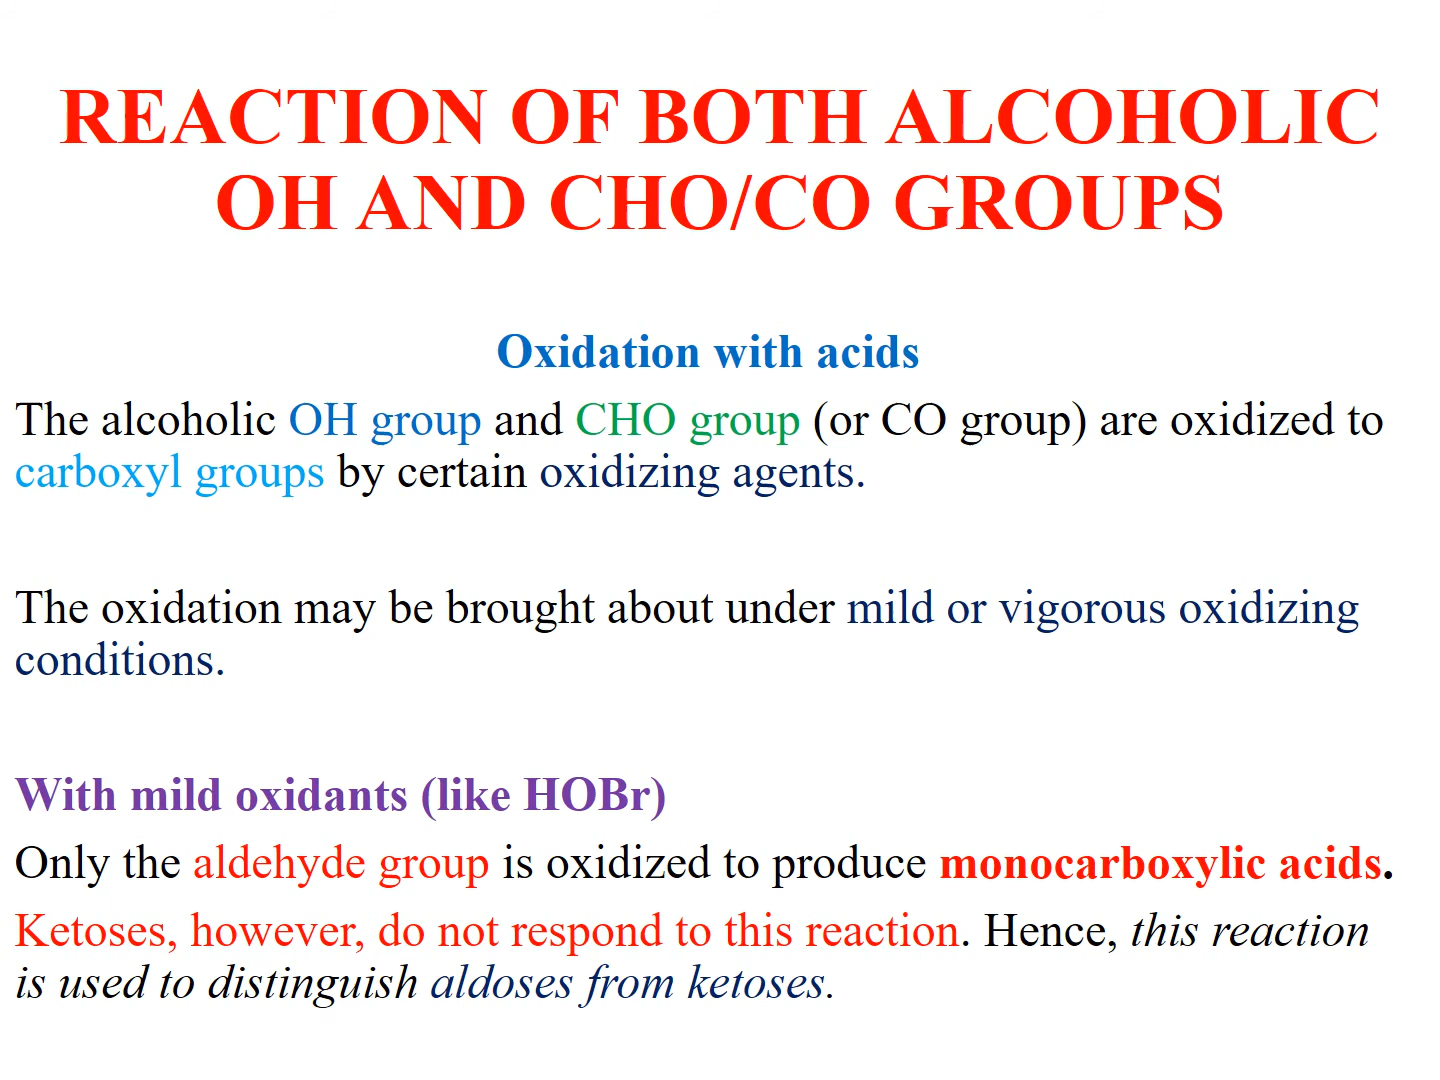 REACTION OF BOTH ALCOHOLIC
OH AND CHO/CO GROUPS
Oxidation with acids
The alcoholic OH group and CHO group (or CO group) are oxidized to
carboxyl groups by certain oxidizing agents.
The oxidation may be brought about under mild or vigorous oxidizing
conditions.
With mild oxidants (like HOBr)
Only the aldehyde group is oxidized to produce monocarboxylic acids.
Ketoses, however, do not respond to this reaction. Hence, this reaction
is used to distinguish aldoses from ketoses.